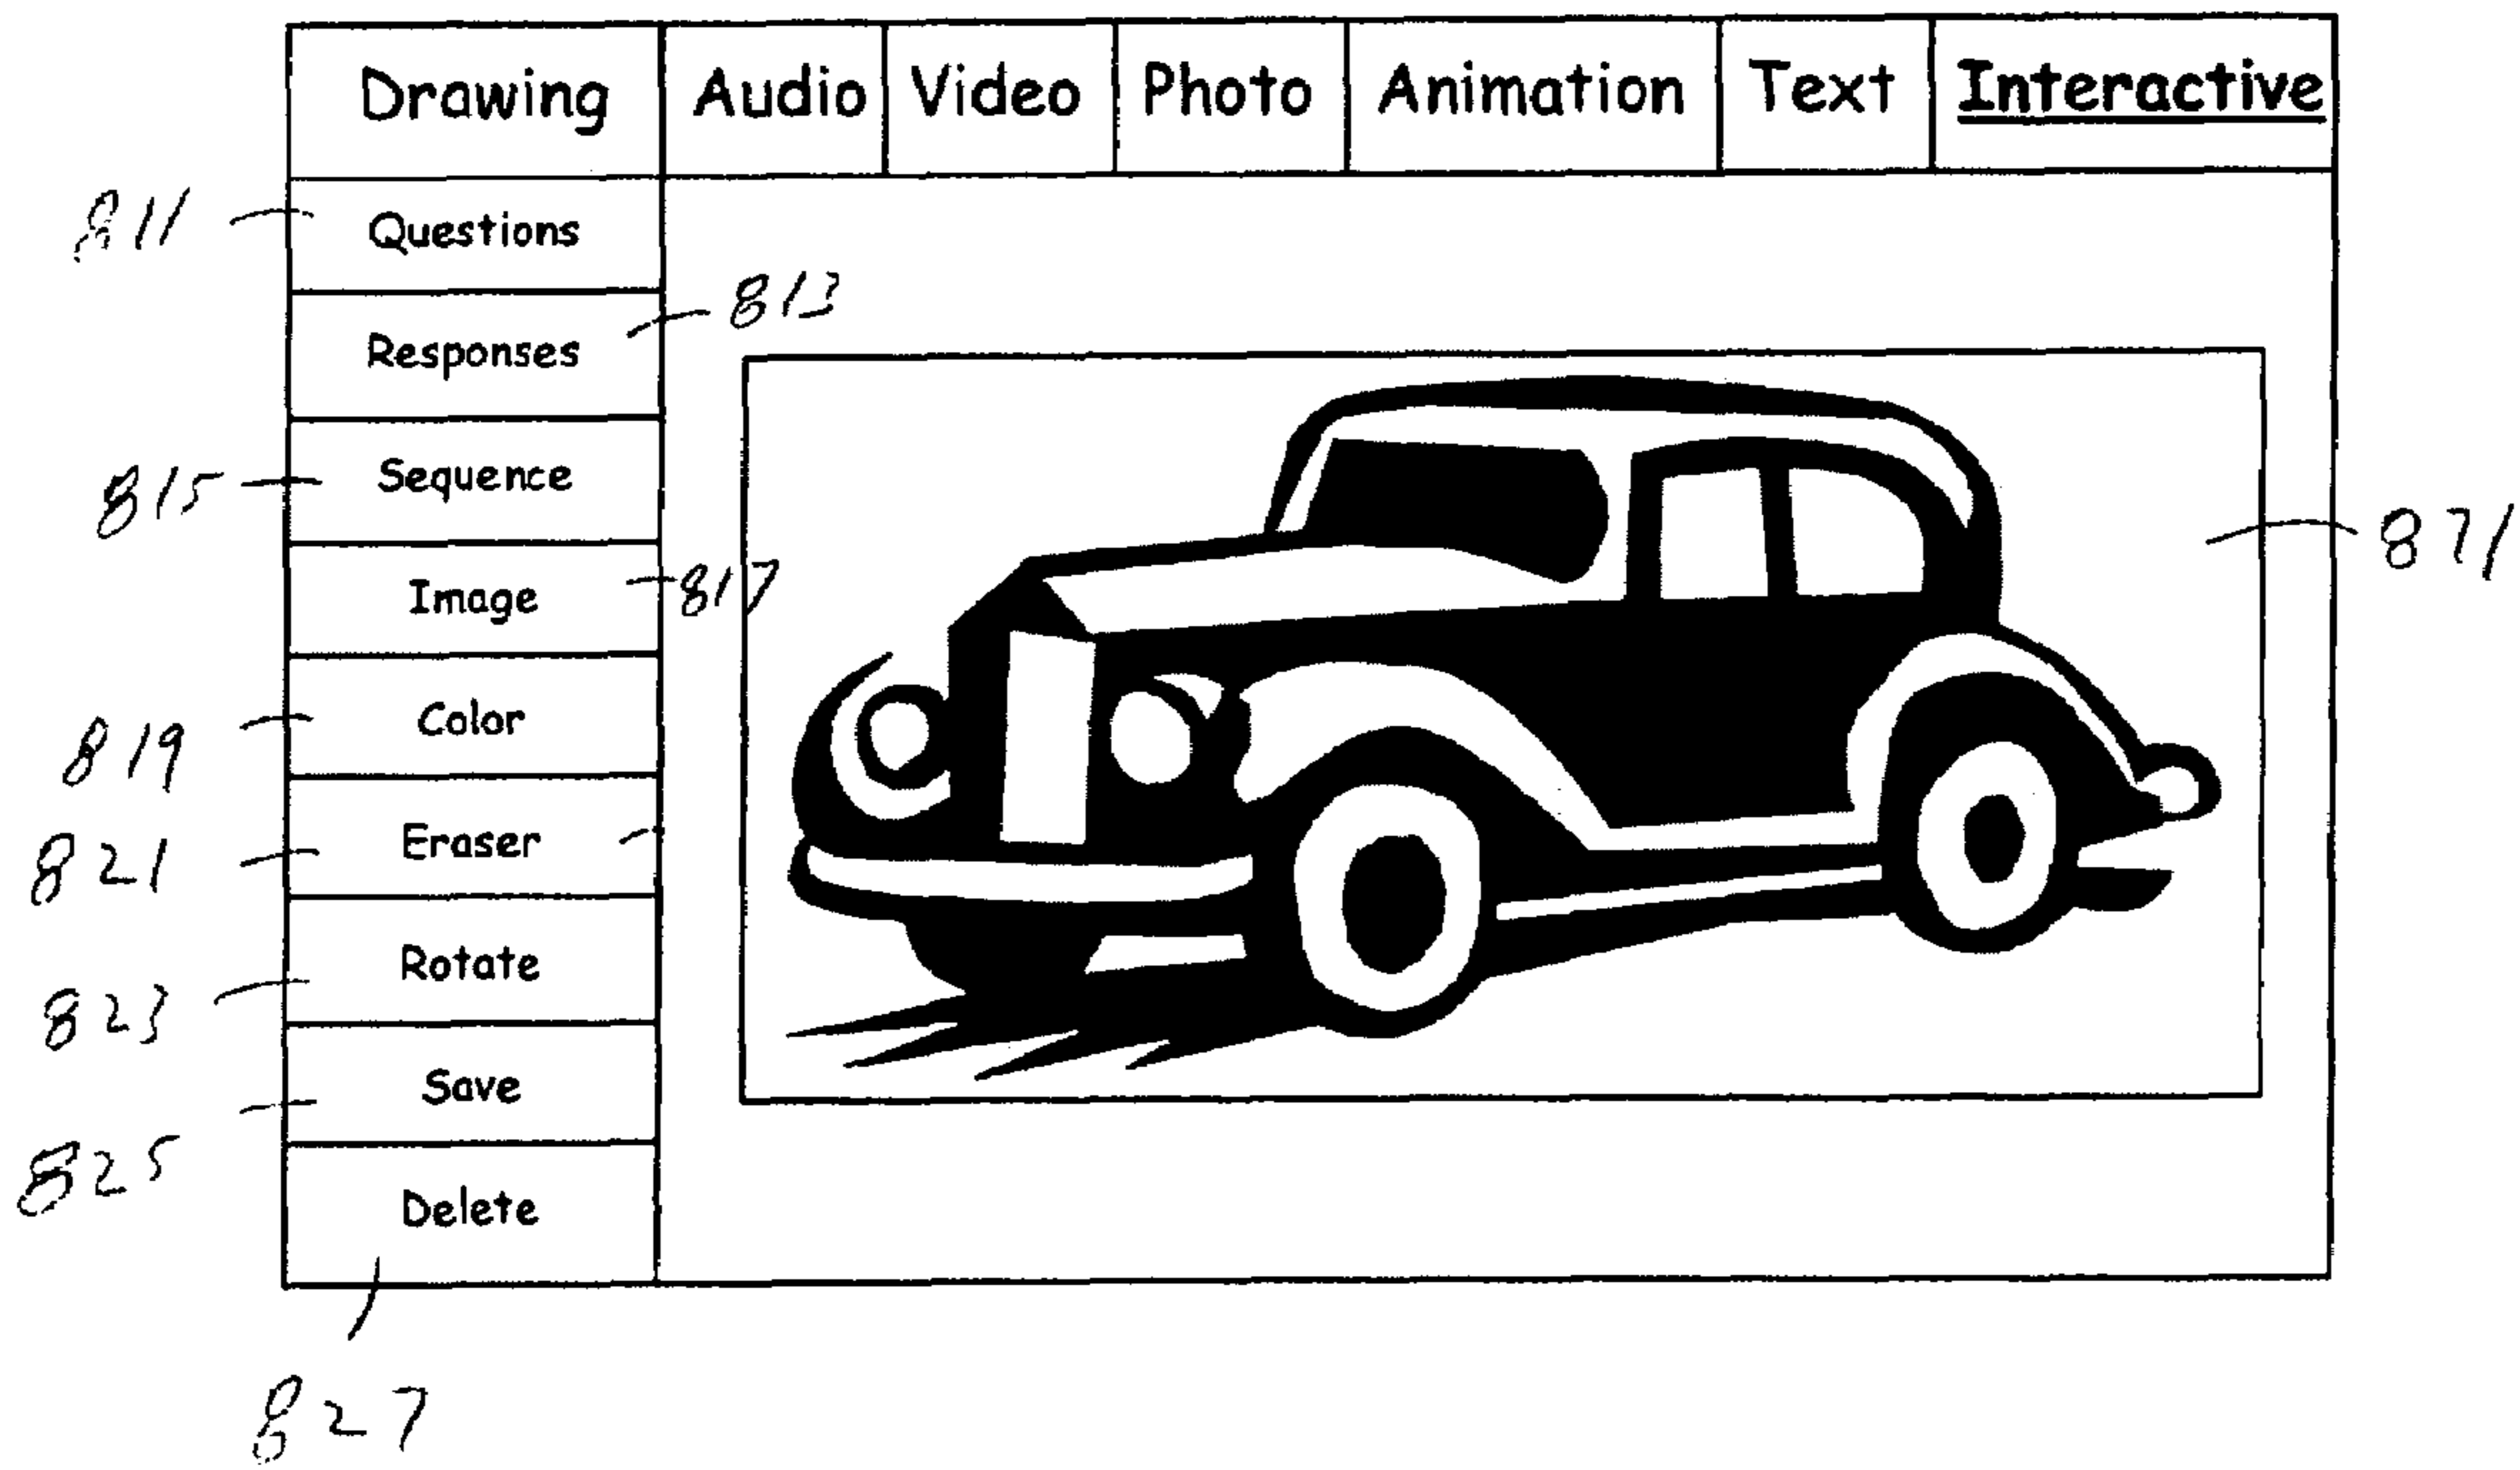 Drawing Audio Video Photo Animation Text Interactive
811 Questions
813
Responses
815 Sequence
871
Image 817
819 Color
821 Eraser
823 Rotate
Save
825
Delete
827